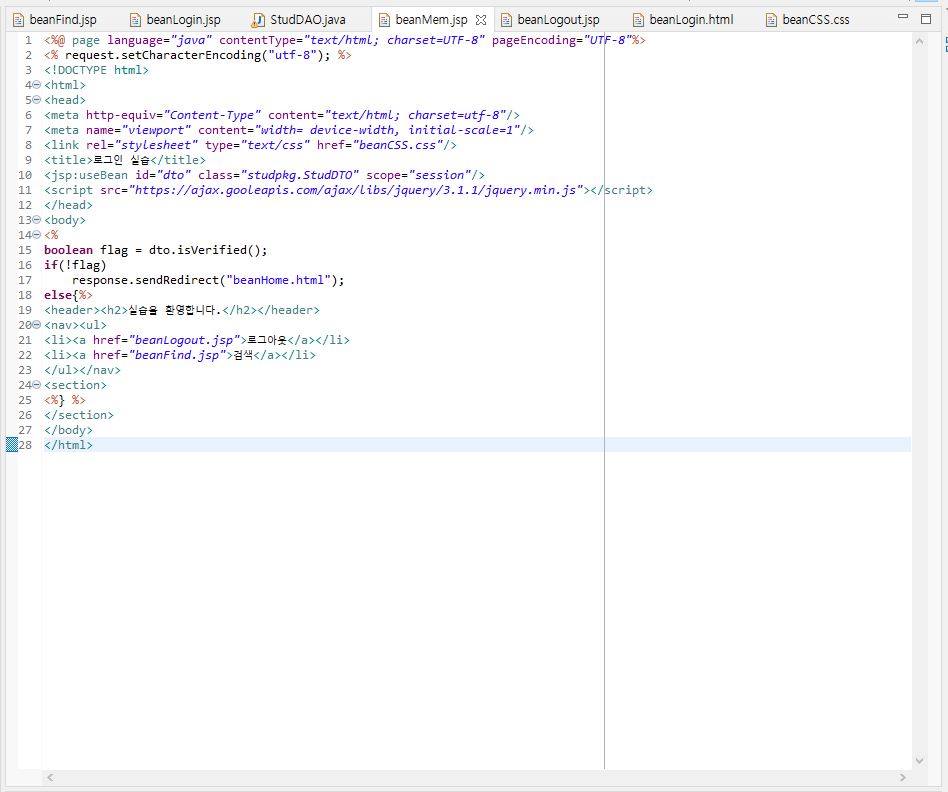 beanFind.jsp beanLogin.jsp StudDAO.java beanMem.jsp beanLogout.jsp beanLogin.html beanCSS.css
1 <%@ page language="java" contentType="text/html; charset=UTF-8" pageEncoding="UTF-8"%>
2 <% request.setCharacterEncoding("utf-8"); %>
3 <!DOCTYPE html>
4 <html>
5 <head>
6 <meta http-equiv="Content-Type" content="text/html; charset=utf-8"/>
7 <meta name="viewport" content="width= device-width, initial-scale=1"/>
8 <link rel="stylesheet" type="text/css" href="beanCSS.css"/>
9 <title>로그인 실습</title>
10 <jsp:useBean id="dto" class="studpkg.StudDTO" scope="session"/>
11 <script src="https://ajax.gooleapis.com/ajax/libs/jquery/3.1.1/jquery.min.js"></script>
12 </head>
13 <body>
14 <%
15 boolean flag = dto.isVerified();
16 if(!flag)
17 response.sendRedirect("beanHome.html");
18 else{%>
19 <header><h2>실습을 환영합니다.</h2></header>
20 <nav><ul>
21 <li><a href="beanLogout.jsp">로그아웃</a></li>
22 <li><a href="beanFind.jsp">검색</a></li>
23 </ul></nav>
24 <section>
25 <%} %>
26 </section>
27 </body>
28 </html>